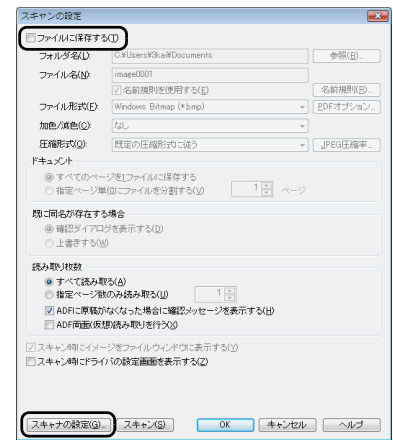 スキャンの設定
ファイルに保存する(T)
フォルダ名(L): C:¥Users¥3kai¥Documents 参照(B)...
ファイル名(N): image0001
名前規則を使用する(E) 名前規則(R)...
ファイル形式(F): Windows Bitmap (*.bmp) PDFオプション...
加色/減色(C): なし
圧縮形式(O): 既定の圧縮形式に従う JPEG圧縮率...
ドキュメント
すべてのページを1ファイルに保存する
指定ページ単位にファイルを分割する(V) 1 ページ
既に同名が存在する場合
確認ダイアログを表示する(D)
上書きする(W)
読み取り枚数
すべて読み取る(A)
指定ページ数のみ読み取る(U) 1
ADFに原稿がなくなった場合に確認メッセージを表示する(H)
ADF両面(仮想)読み取りを行う(X)
スキャン時にイメージをファイルウィンドウに表示する(Y)
スキャン時にドライバの設定画面を表示する(Z)
スキャナの設定(G)... スキャン(S) OK キャンセル ヘルプ